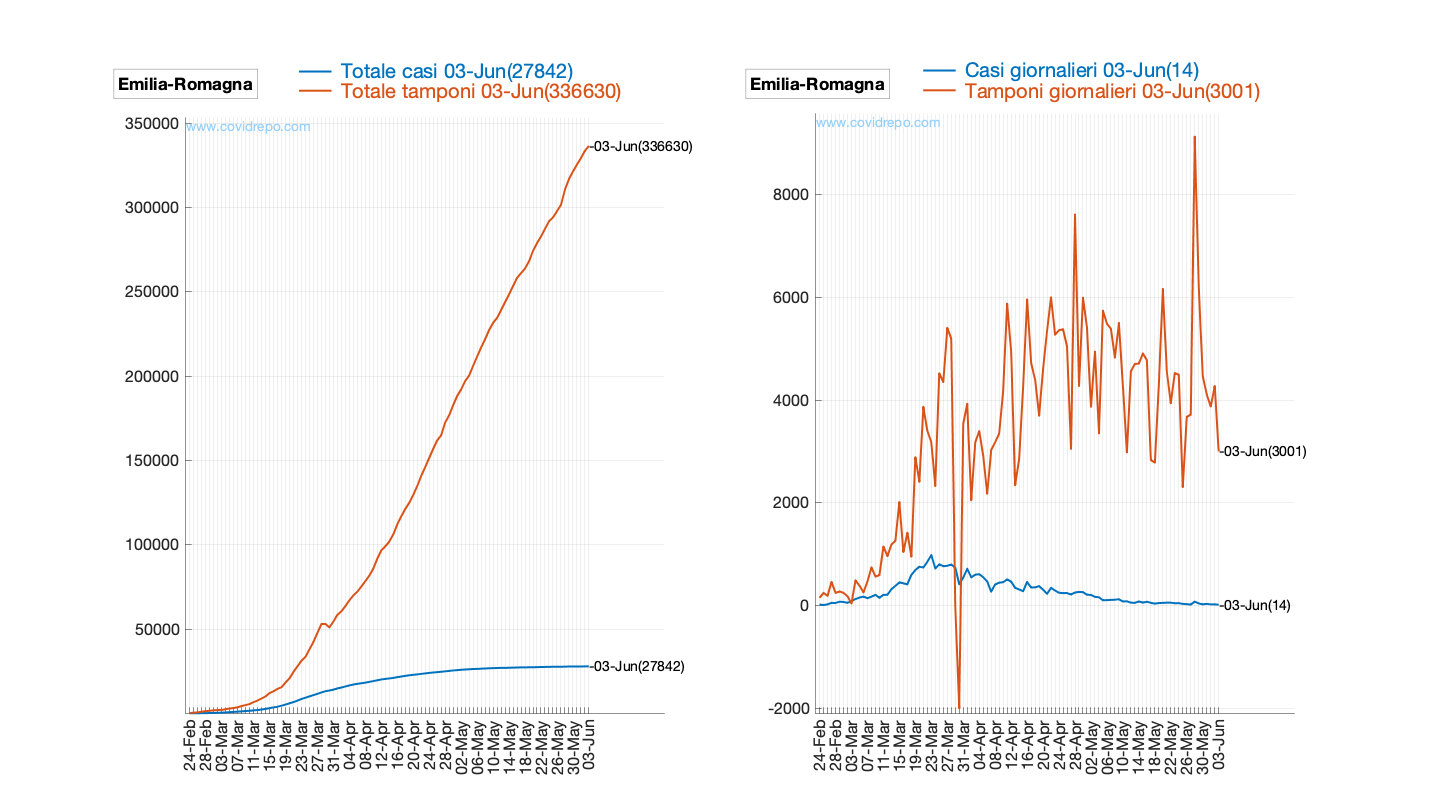 Emilia-Romagna
Totale casi 03-Jun(27842)
Totale tamponi 03-Jun(336630)
www.covidrepo.com
350000
300000
250000
200000
150000
100000
50000
-03-Jun(336630)
-03-Jun(27842)
24-Feb
28-Feb
03-Mar
07-Mar
11-Mar
15-Mar
19-Mar
23-Mar
27-Mar
31-Mar
04-Apr
08-Apr
12-Apr
16-Apr
20-Apr
24-Apr
28-Apr
02-May
06-May
10-May
14-May
18-May
22-May
26-May
30-May
03-Jun
Emilia-Romagna
Casi giornalieri 03-Jun(14)
Tamponi giornalieri 03-Jun(3001)
www.covidrepo.com
8000
6000
4000
2000
0
-2000
-03-Jun(3001)
-03-Jun(14)
24-Feb
28-Feb
03-Mar
07-Mar
11-Mar
15-Mar
19-Mar
23-Mar
27-Mar
31-Mar
04-Apr
08-Apr
12-Apr
16-Apr
20-Apr
24-Apr
28-Apr
02-May
06-May
10-May
14-May
18-May
22-May
26-May
30-May
03-Jun